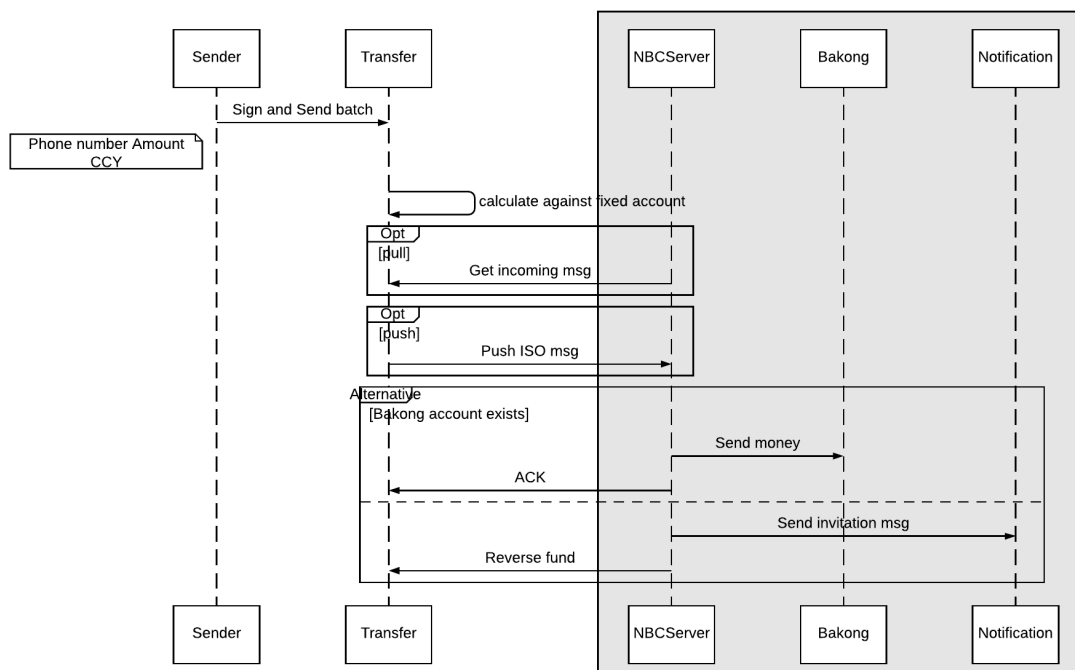 Sender
Transfer
NBCServer
Bakong
Notification
Sign and Send batch
Phone number Amount
CCY
calculate against fixed account
Opt
[pull]
Get incoming msg
Opt
[push]
Push ISO msg
Alternative
[Bakong account exists]
Send money
ACK
Send invitation msg
Reverse fund
Sender
Transfer
NBCServer
Bakong
Notification